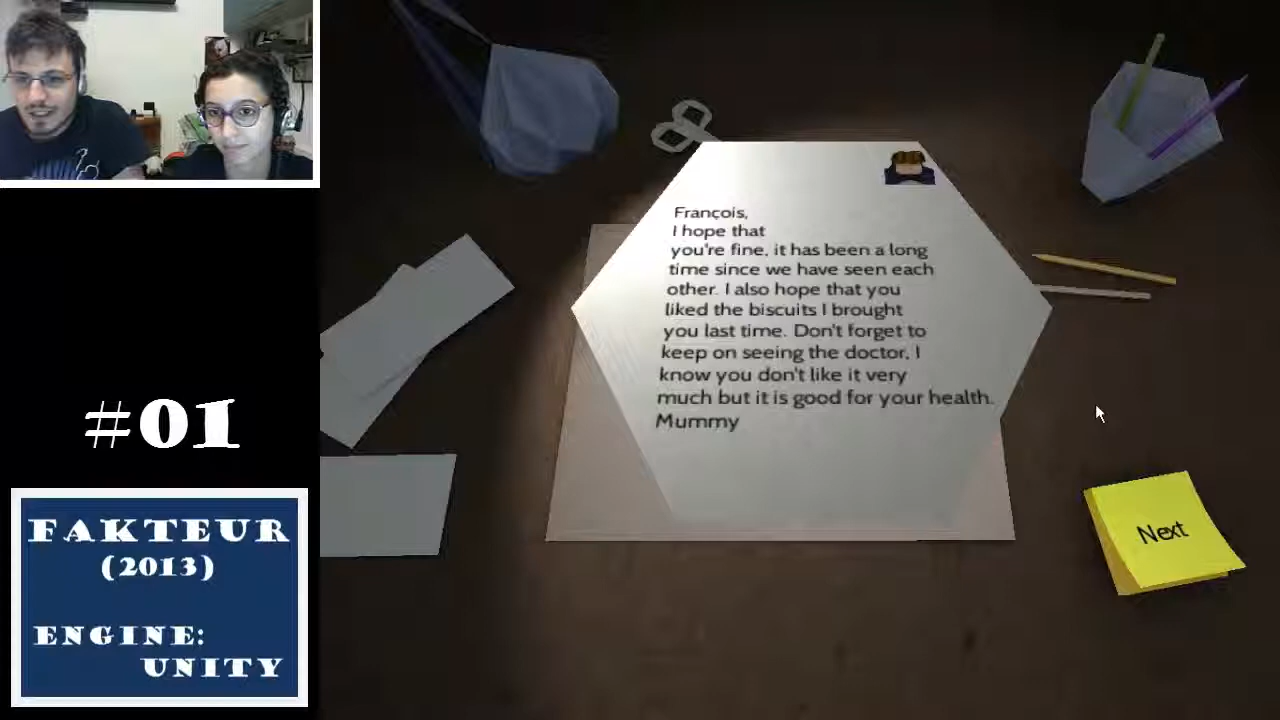 François,
I hope that
you're fine, it has been a long
time since we have seen each
other. I also hope that you
liked the biscuits I brought
you last time. Don't forget to
keep on seeing the doctor, I
know you don't like it very
much but it is good for your health.
Mummy
Next
#01
FAKTEUR
(2013)
ENGINE:
UNITY